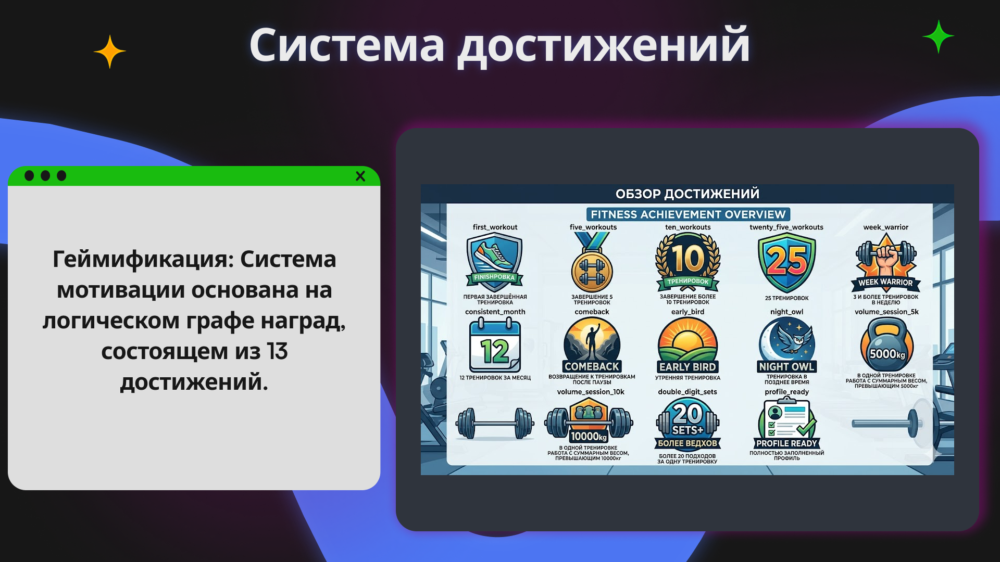 Система достижений
x
Геймификация: Система
мотивации основана на
логическом графе наград,
состоящем из 13
достижений.
ОБЗОР ДОСТИЖЕНИЙ
FITNESS ACHIEVEMENT OVERVIEW
first_workout
FINISHРОВКА
ПЕРВАЯ ЗАВЕРШЁННАЯ
ТРЕНИРОВКА
five_workouts
ЗАВЕРШЕНИЕ 5
ТРЕНИРОВОК
ten_workouts
10
ТРЕНИРОВОК
ЗАВЕРШЕНИЕ БОЛЕЕ
10 ТРЕНИРОВОК
twenty_five_workouts
25
25 ТРЕНИРОВОК
week_warrior
WEEK WARRIOR
3 И БОЛЕЕ ТРЕНИРОВОК
В НЕДЕЛЮ
consistent_month
12
12 ТРЕНИРОВОК ЗА МЕСЯЦ
comeback
COMEBACK
ВОЗВРАЩЕНИЕ К ТРЕНИРОВКАМ
ПОСЛЕ ПАУЗЫ
early_bird
EARLY BIRD
УТРЕННЯЯ ТРЕНИРОВКА
night_owl
NIGHT OWL
ТРЕНИРОВКА В
ПОЗДНЕЕ ВРЕМЯ
volume_session_5k
5000kg
В ОДНОЙ ТРЕНИРОВКЕ
РАБОТА С СУММАРНЫМ ВЕСОМ,
ПРЕВЫШАЮЩИМ 5000кг
volume_session_10k
10000kg
В ОДНОЙ ТРЕНИРОВКЕ
РАБОТА С СУММАРНЫМ ВЕСОМ,
ПРЕВЫШАЮЩИМ 10000кг
double_digit_sets
20
SETS+
БОЛЕЕ ВЕДХОВ
БОЛЕЕ 20 ПОДХОДОВ
ЗА ОДНУ ТРЕНИРОВКУ
profile_ready
PROFILE READY
ПОЛНОСТЬЮ ЗАПОЛНЕННЫЙ
ПРОФИЛЬ